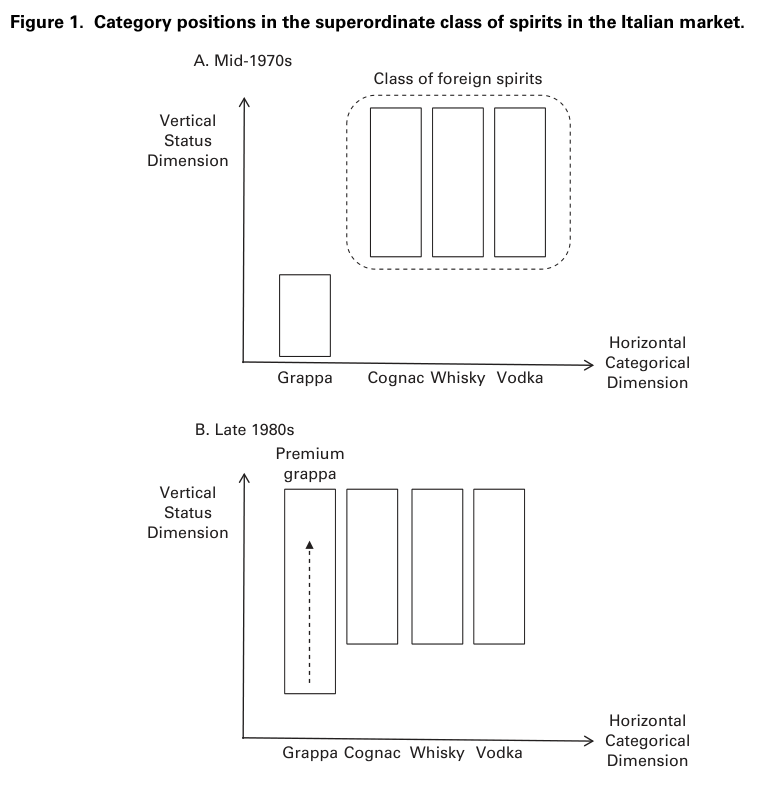 Figure 1. Category positions in the superordinate class of spirits in the Italian market.
A. Mid-1970s
Class of foreign spirits
Vertical
Status
Dimension
Horizontal
Categorical
Dimension
Grappa Cognac Whisky Vodka
B. Late 1980s
Premium
grappa
Vertical
Status
Dimension
Horizontal
Categorical
Dimension
Grappa Cognac Whisky Vodka